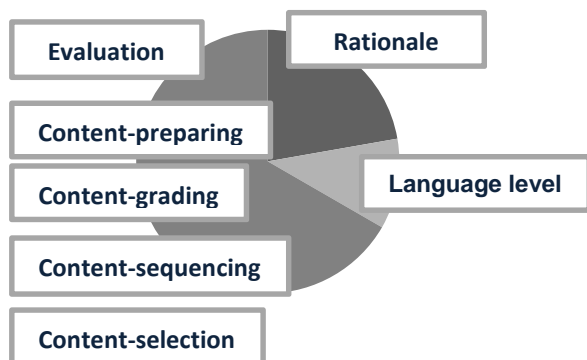 Evaluation
Rationale
Content-preparing
Content-grading
Language level
Content-sequencing
Content-selection